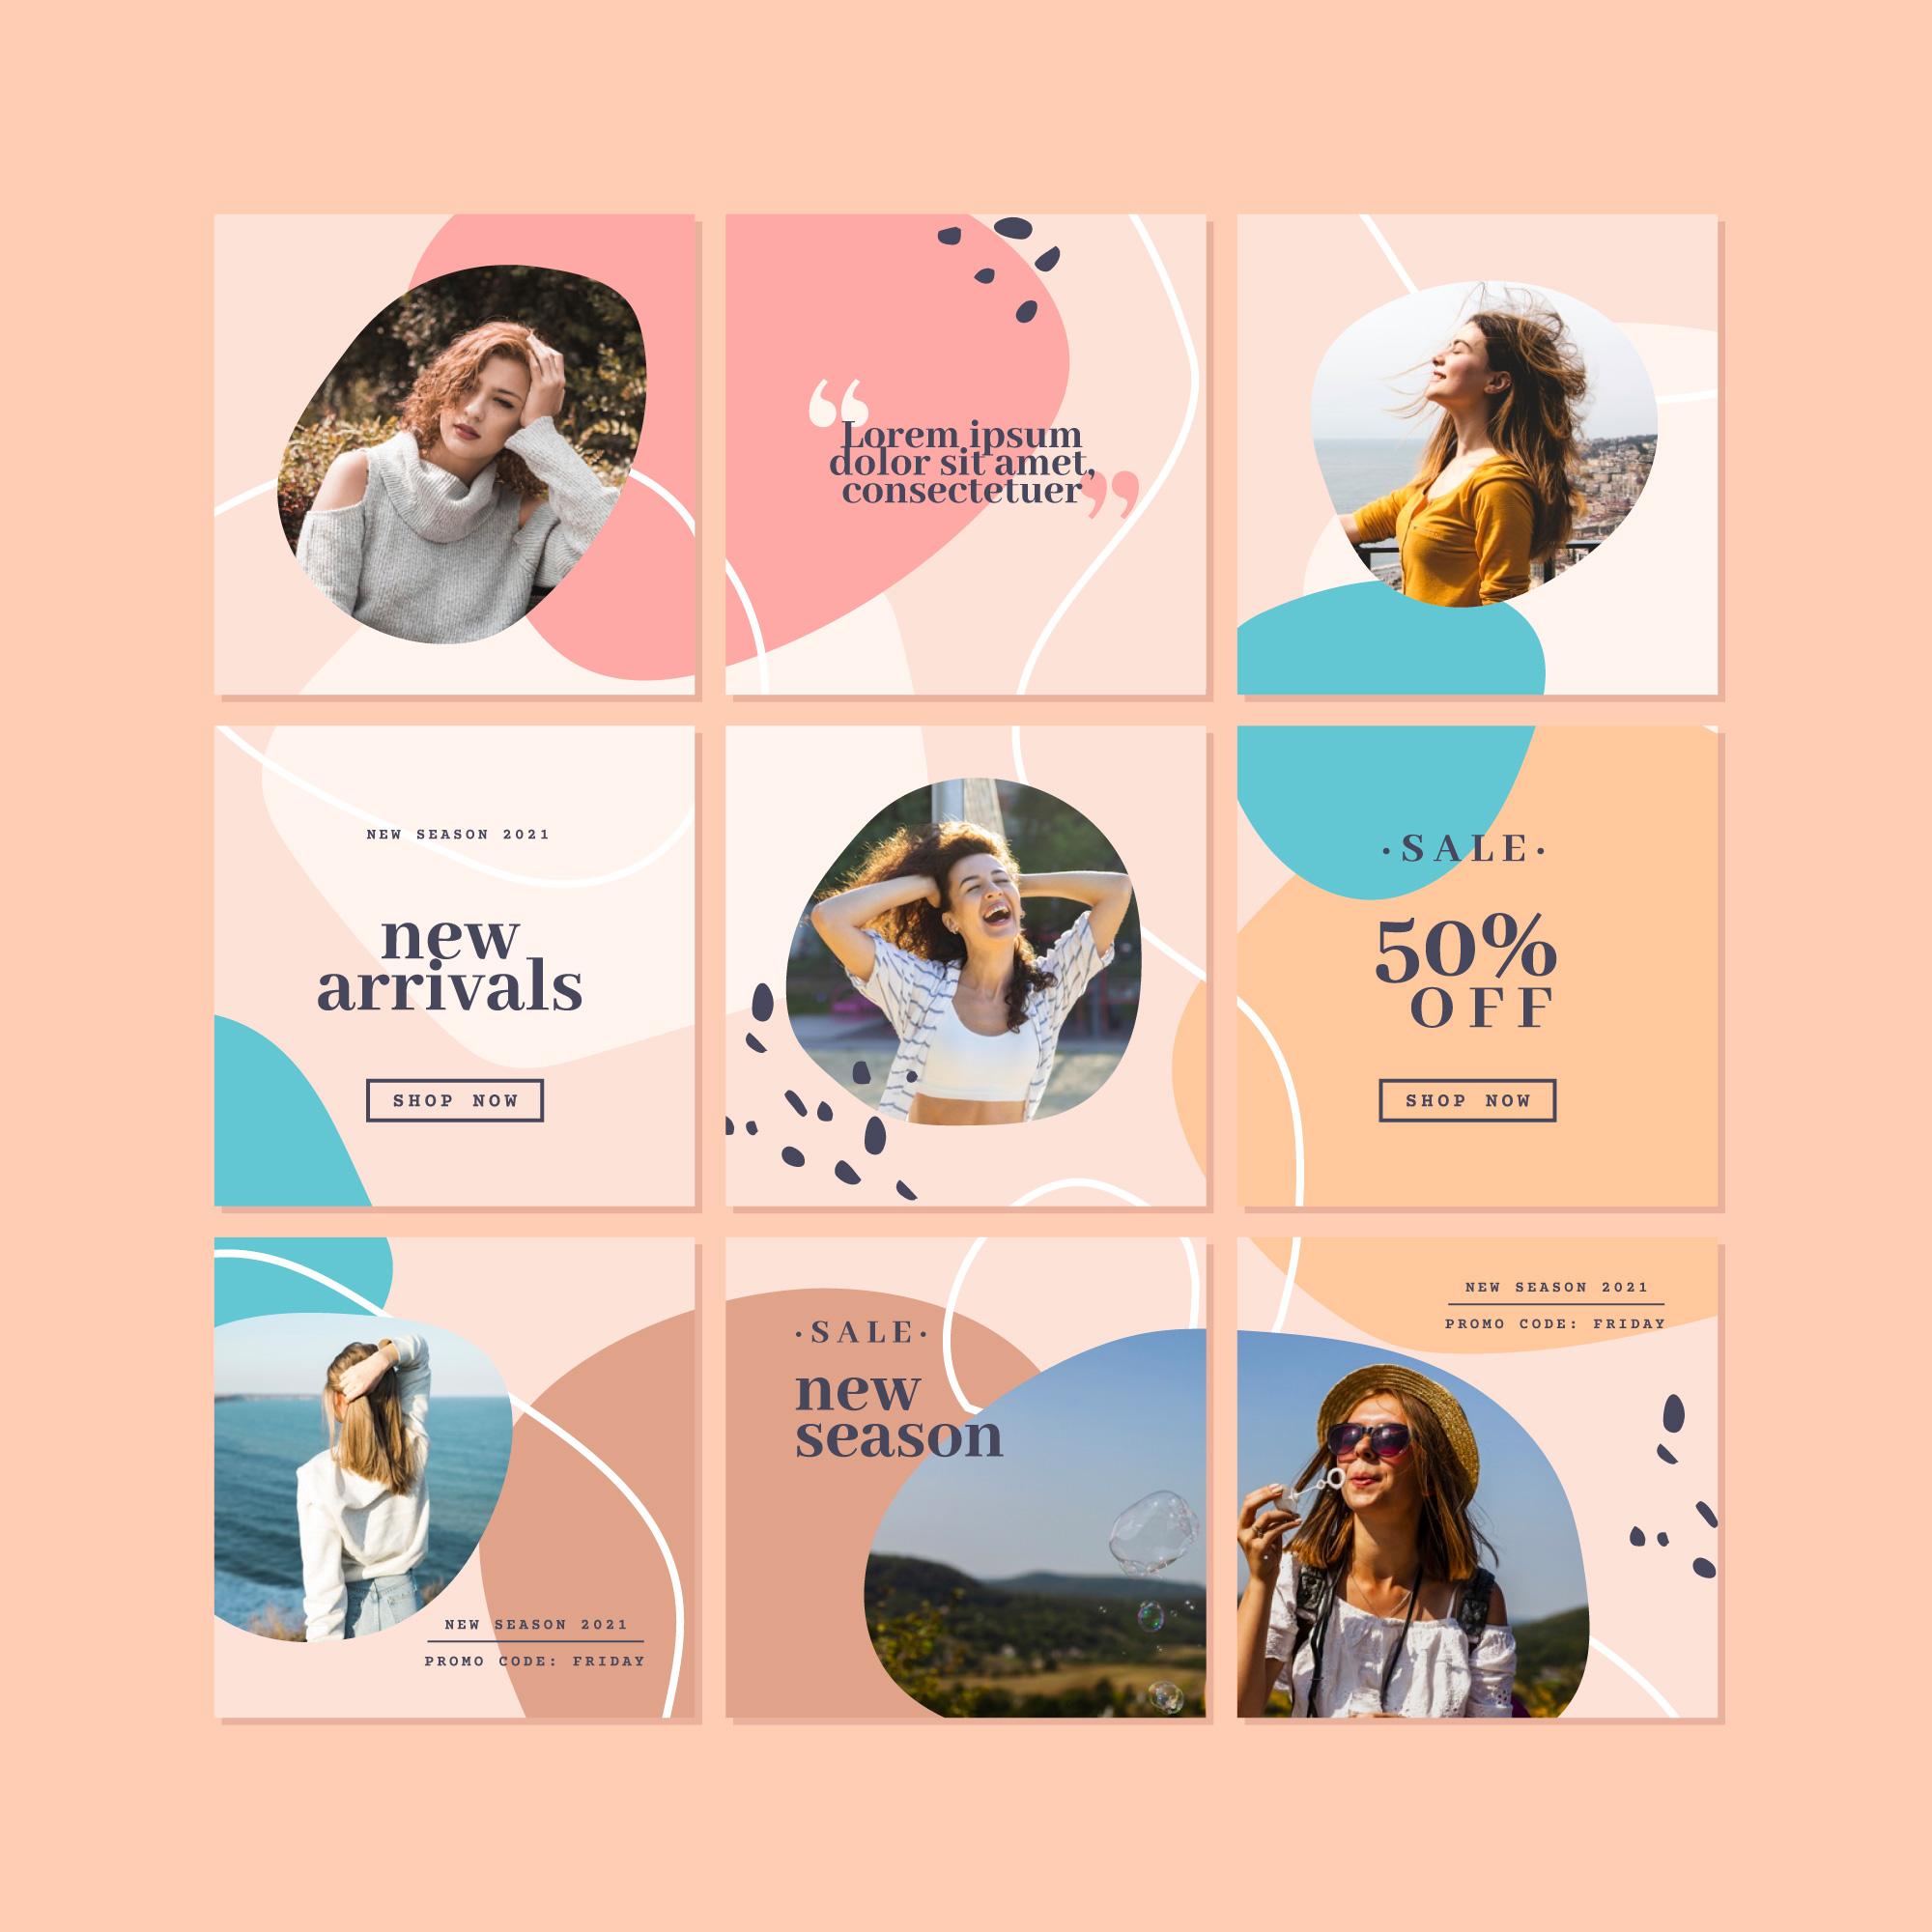 “Lorem ipsum
dolor sit amet,
consectetuer”
NEW SEASON 2021
new
arrivals
SHOP NOW
·SALE·
50%
OFF
SHOP NOW
NEW SEASON 2021
PROMO CODE: FRIDAY
·SALE·
new
season
NEW SEASON 2021
PROMO CODE: FRIDAY